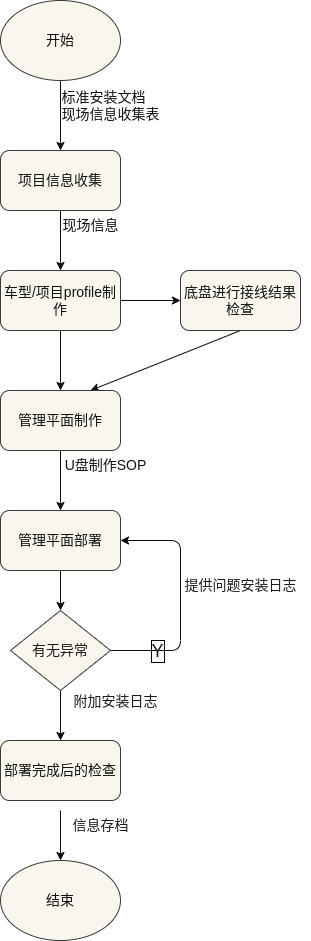 开始
标准安装文档
现场信息收集表
项目信息收集
现场信息
车型/项目profile制
作
底盘进行接线结果
检查
管理平面制作
U盘制作SOP
管理平面部署
提供问题安装日志
有无异常
Y
附加安装日志
部署完成后的检查
信息存档
结束